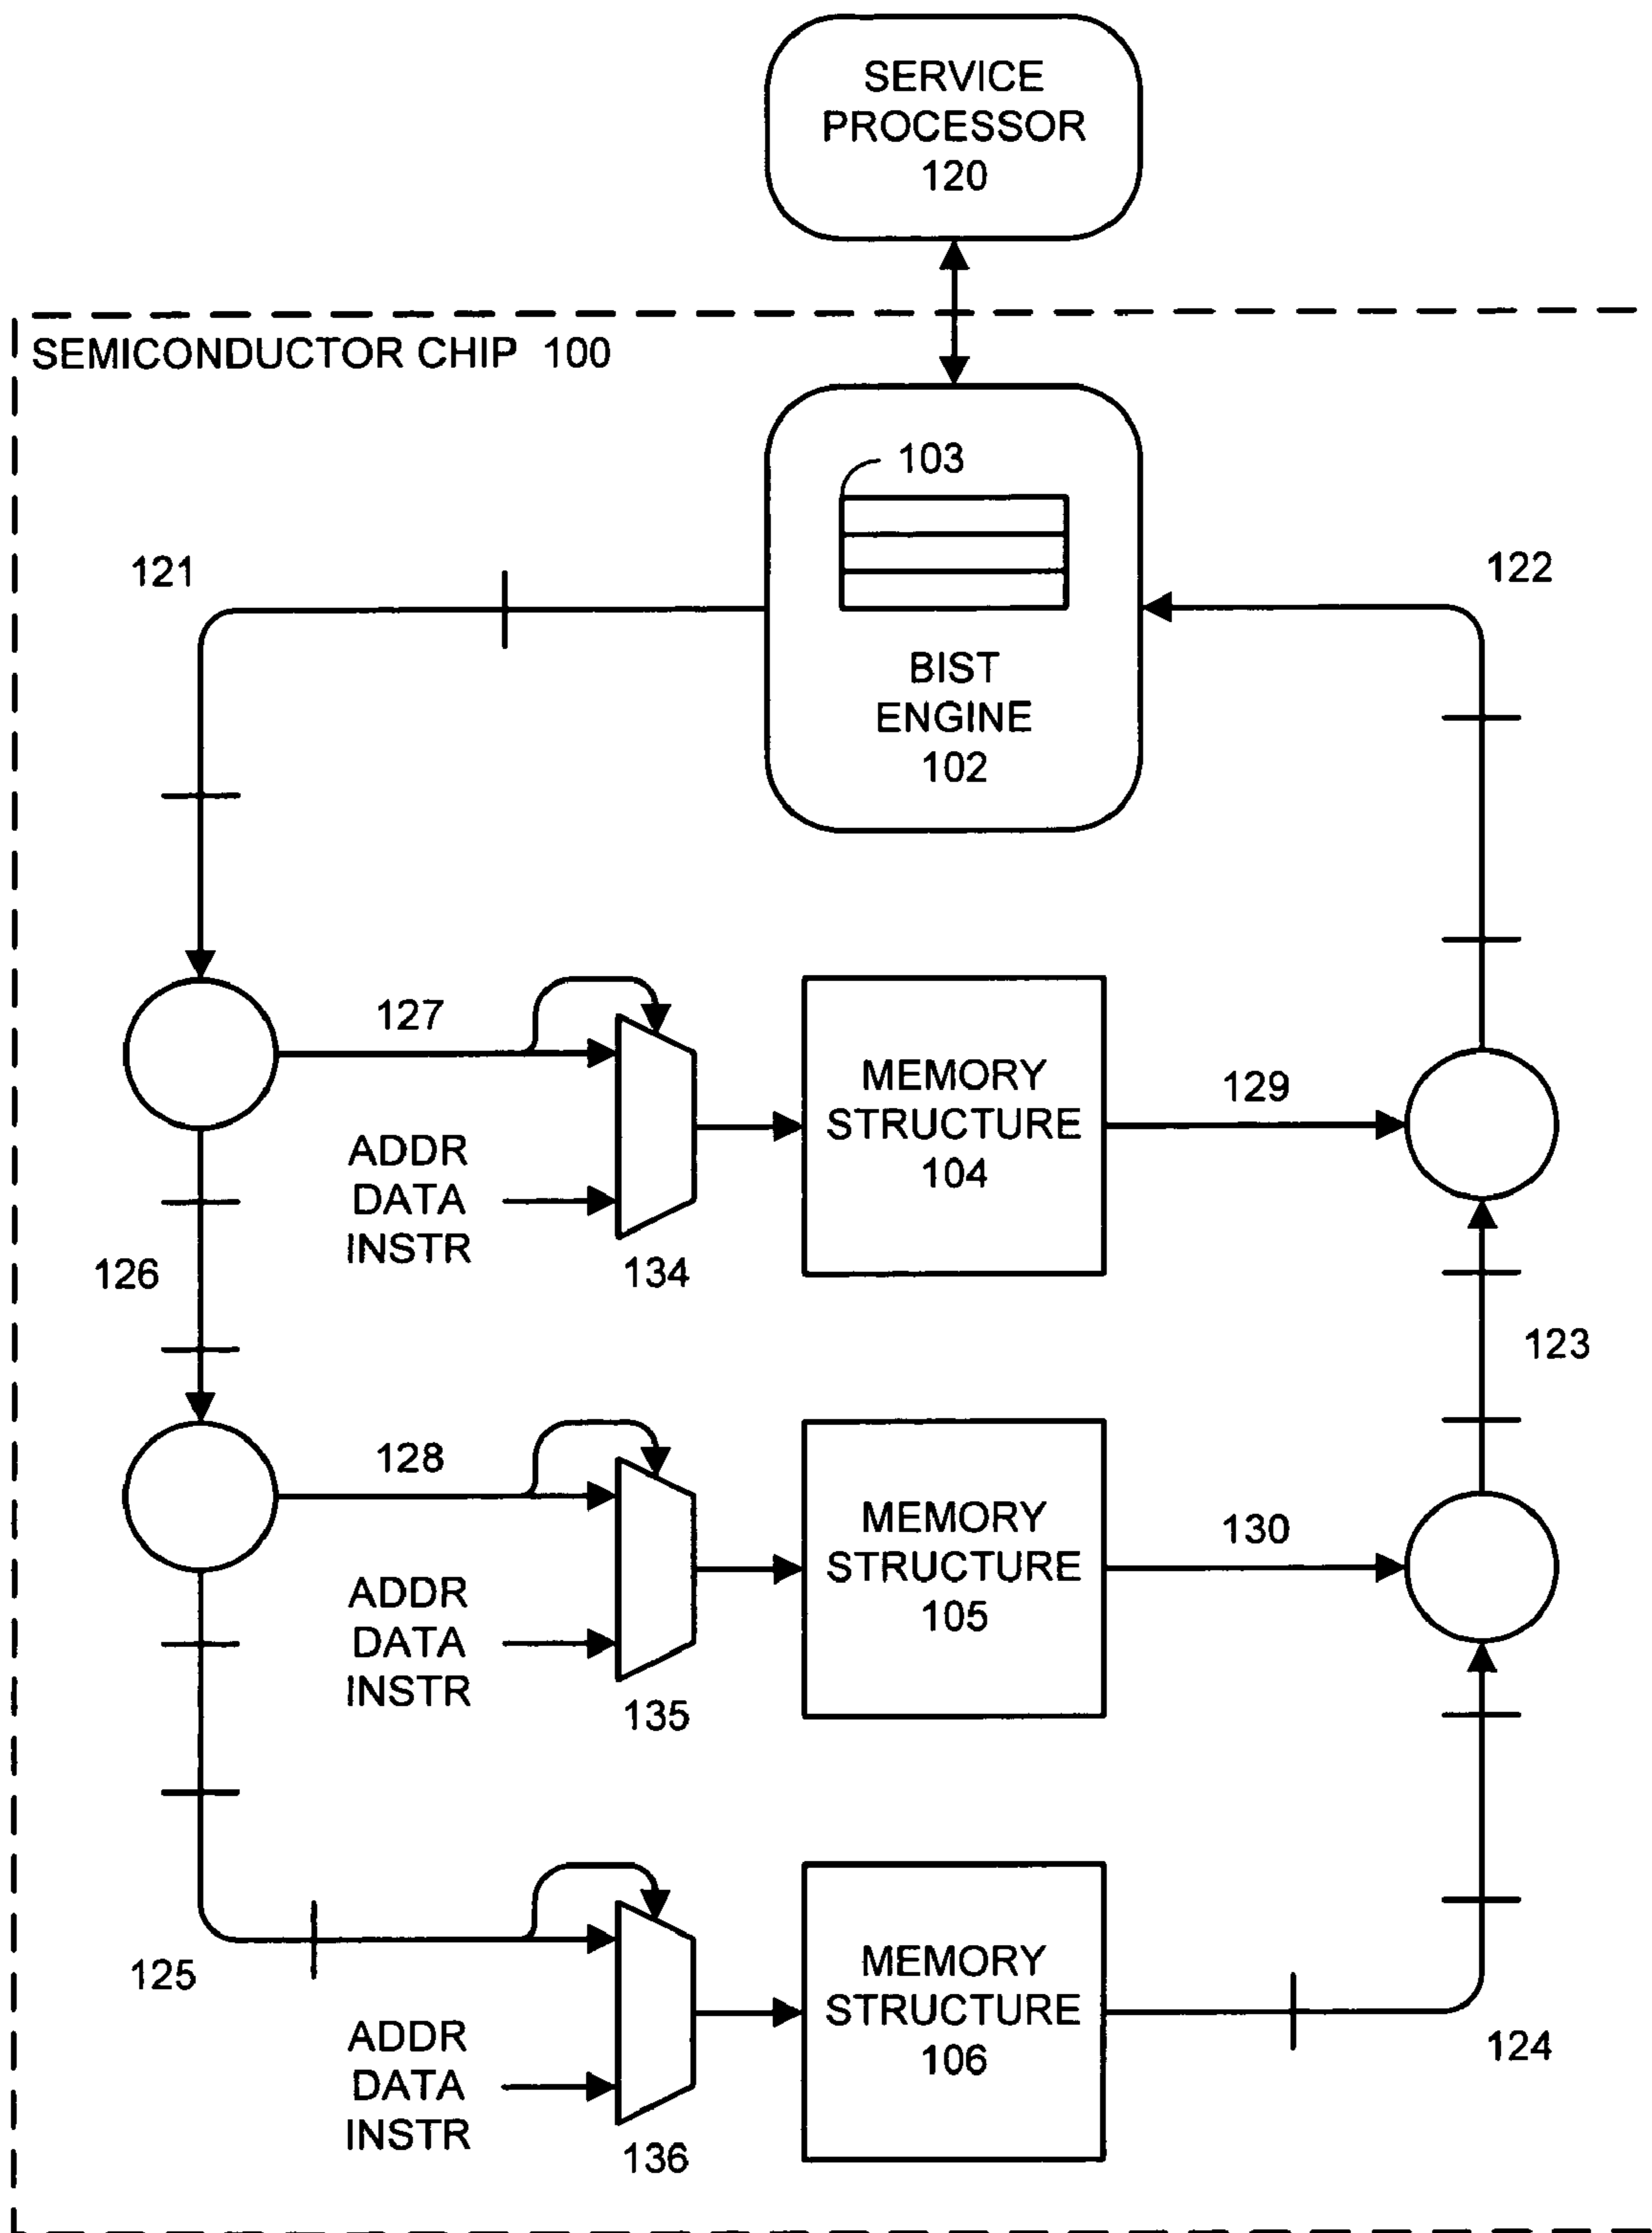 SERVICE
PROCESSOR
120
SEMICONDUCTOR CHIP 100
103
121
122
BIST
ENGINE
102
127
MEMORY
STRUCTURE
104
129
ADDR
DATA
INSTR
134
126
123
128
MEMORY
STRUCTURE
105
130
ADDR
DATA
INSTR
135
125
MEMORY
STRUCTURE
106
124
ADDR
DATA
INSTR
136